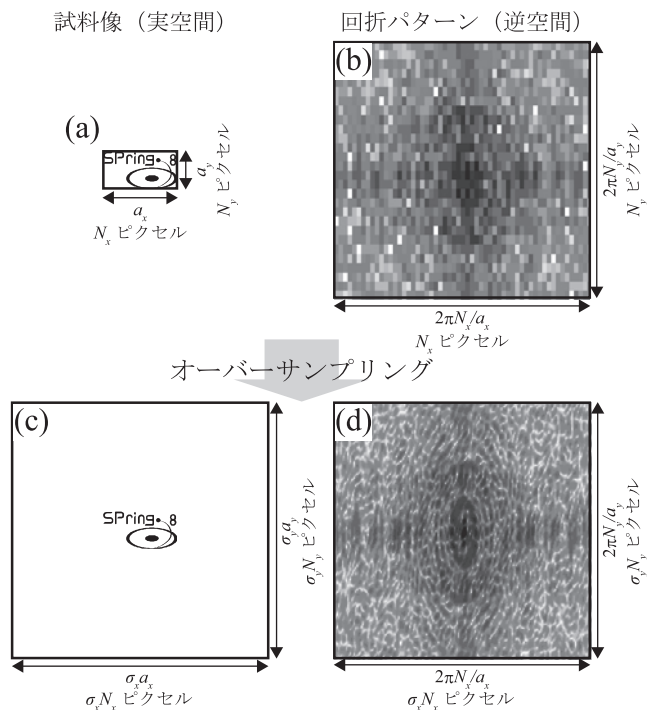 試料像（実空間）
回折パターン（逆空間）
(a)
SPring-8
a_y
N_y ピクセル
a_x
N_x ピクセル
(b)
2πN_y/a_y
N_y ピクセル
2πN_x/a_x
N_x ピクセル
オーバーサンプリング
(c)
SPring-8
σ_y a_y
σ_y N_y ピクセル
σ_x a_x
σ_x N_x ピクセル
(d)
2πN_y/a_y
σ_y N_y ピクセル
2πN_x/a_x
σ_x N_x ピクセル